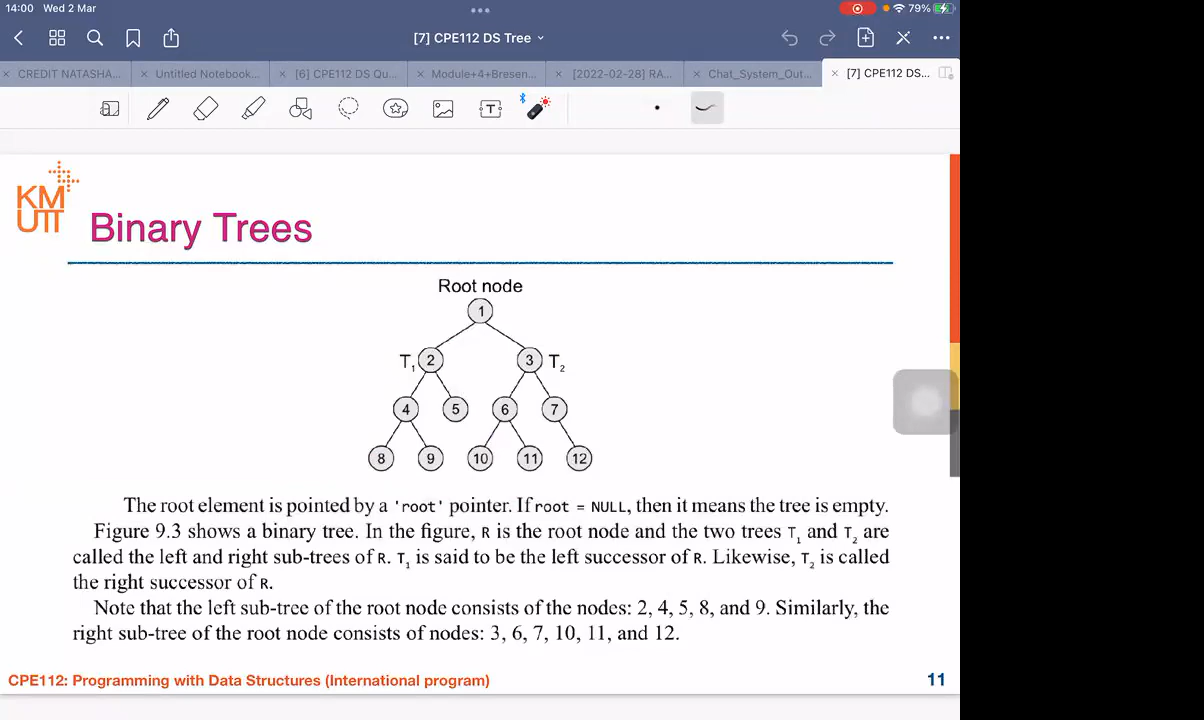 14:00 Wed 2 Mar
79%
[7] CPE112 DS Tree
CREDIT NATASHA...
Untitled Notebook...
[6] CPE112 DS Qu...
Module+4+Bresen...
[2022-02-28] RA...
Chat_System_Out...
[7] CPE112 DS...
T
KM
UTT
Binary Trees
Root node
1
T1 2 3 T2
4 5 6 7
8 9 10 11 12
The root element is pointed by a 'root' pointer. If root = NULL, then it means the tree is empty.
Figure 9.3 shows a binary tree. In the figure, R is the root node and the two trees T1 and T2 are
called the left and right sub-trees of R. T1 is said to be the left successor of R. Likewise, T2 is called
the right successor of R.
Note that the left sub-tree of the root node consists of the nodes: 2, 4, 5, 8, and 9. Similarly, the
right sub-tree of the root node consists of nodes: 3, 6, 7, 10, 11, and 12.
CPE112: Programming with Data Structures (International program)
11